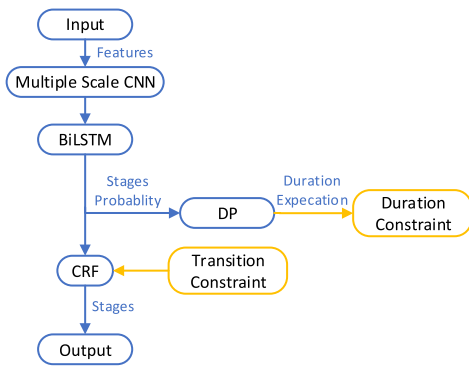 Input
Features
Multiple Scale CNN
BiLSTM
Stages
Probablity
DP
Duration
Expecation
Duration
Constraint
CRF
Transition
Constraint
Stages
Output